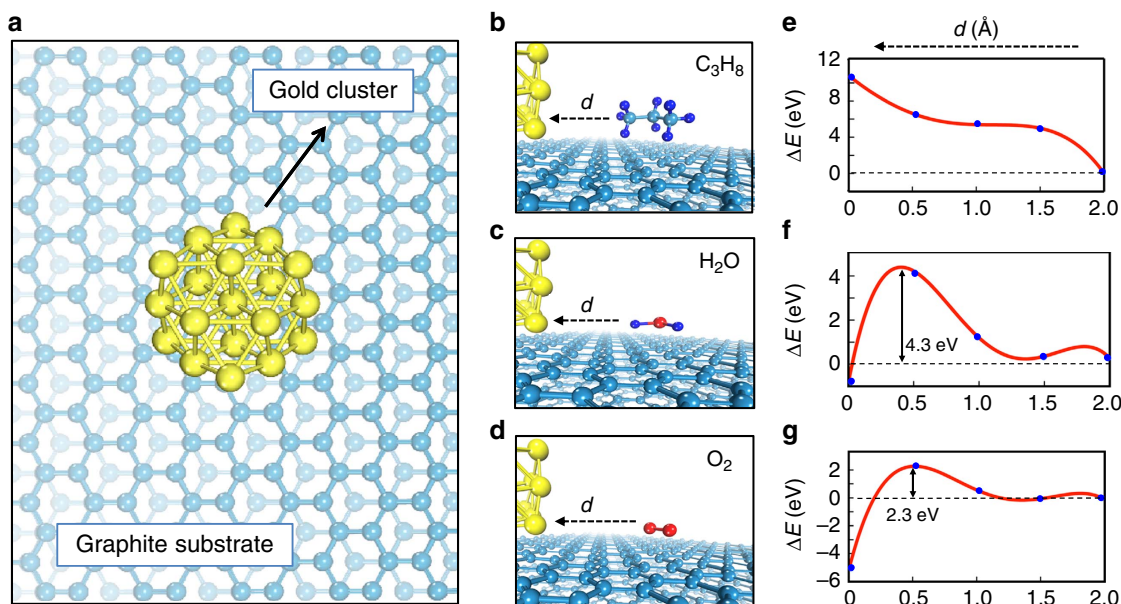 a
Gold cluster
Graphite substrate
b
C₃H₈
d
c
H₂O
d
d
O₂
d
e
d (Å)
ΔE (eV)
12
8
4
0
0 0.5 1.0 1.5 2.0
f
ΔE (eV)
4
2
0
4.3 eV
0 0.5 1.0 1.5 2.0
g
ΔE (eV)
2
0
–2
–4
–6
2.3 eV
0 0.5 1.0 1.5 2.0